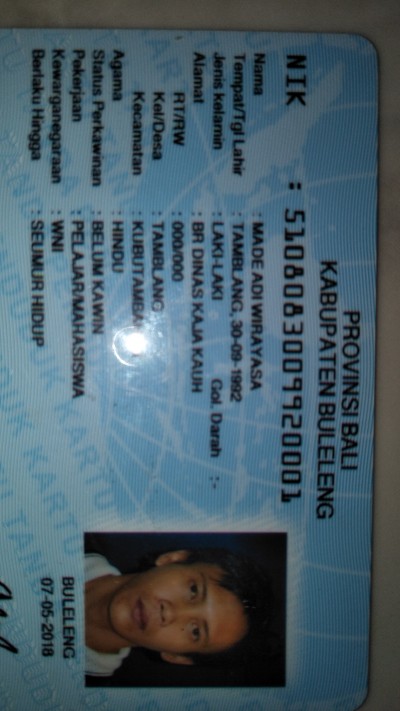 PROVINSI BALI
KABUPATEN BULELENG
NIK : 5108083009920001
Nama : MADE ADI WIRAYASA
Tempat/Tgl Lahir : TAMBLANG, 30-09-1992
Jenis kelamin : LAKI-LAKI Gol. Darah :-
Alamat : BR DINAS KAJA KAUH
RT/RW : 000/000
Kel/Desa : TAMBLANG
Kecamatan : KUBUTAMBAHAN
Agama : HINDU
Status Perkawinan : BELUM KAWIN
Pekerjaan : PELAJAR/MAHASISWA
Kewarganegaraan : WNI
Berlaku Hingga : SEUMUR HIDUP
BULELENG
07-05-2018